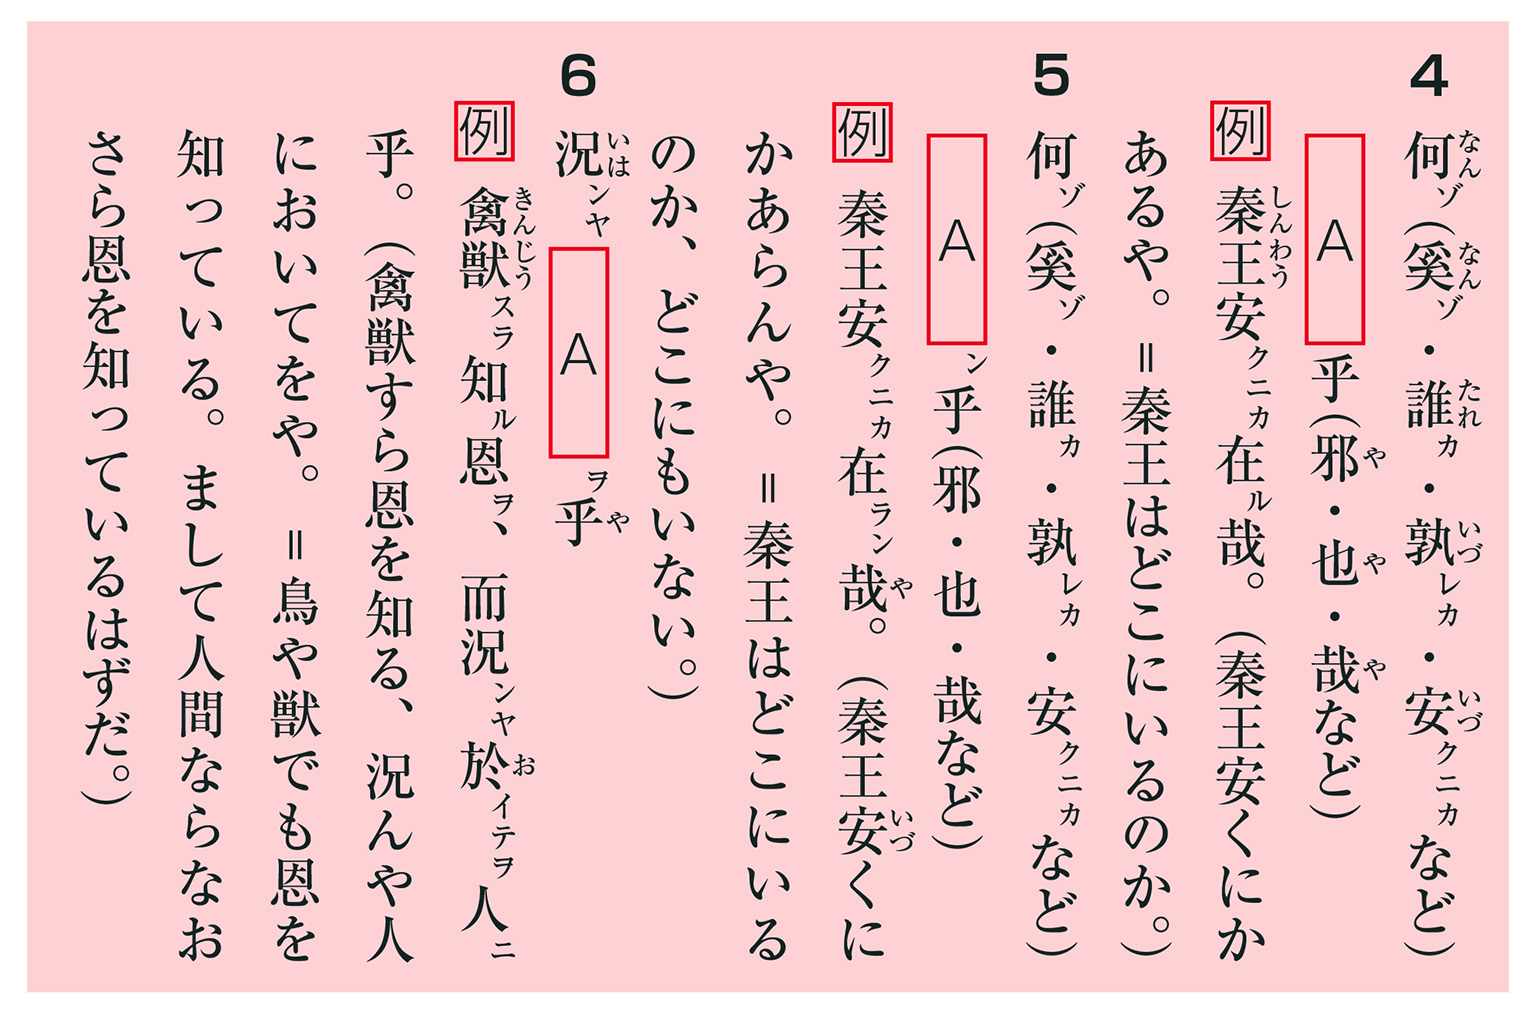 4 何ゾ（奚ゾ・誰カ・孰レカ・安クニカなど）
なん なん たれ いづ いづ
A 乎（邪・也・哉など）
や や や
例 秦王安クニカ在ル哉。（秦王安くにか
しんわう
あるや。＝秦王はどこにいるのか。）
5 何ゾ（奚ゾ・誰カ・孰レカ・安クニカなど）
A ン乎（邪・也・哉など）
例 秦王安クニカ在ラン哉。（秦王安くに
や いづ
かあらんや。＝秦王はどこにいる
のか、どこにもいない。）
6 況ンヤ A ヲ乎
いは や
例 禽獣スラ知ル恩ヲ、而況ンヤ於イテヲ人ニ
きんじう お
乎。（禽獣すら恩を知る、況んや人
においてをや。＝鳥や獣でも恩を
知っている。まして人間ならなお
さら恩を知っているはずだ。）